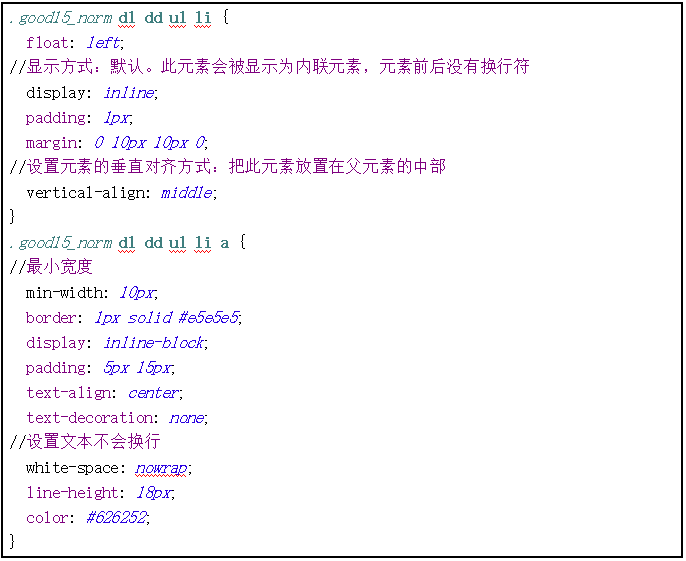 .good15_norm dl dd ul li {
  float: left;
//显示方式：默认。此元素会被显示为内联元素，元素前后没有换行符
  display: inline;
  padding: 1px;
  margin: 0 10px 10px 0;
//设置元素的垂直对齐方式：把此元素放置在父元素的中部
  vertical-align: middle;
}
.good15_norm dl dd ul li a {
//最小宽度
  min-width: 10px;
  border: 1px solid #e5e5e5;
  display: inline-block;
  padding: 5px 15px;
  text-align: center;
  text-decoration: none;
//设置文本不会换行
  white-space: nowrap;
  line-height: 18px;
  color: #626252;
}